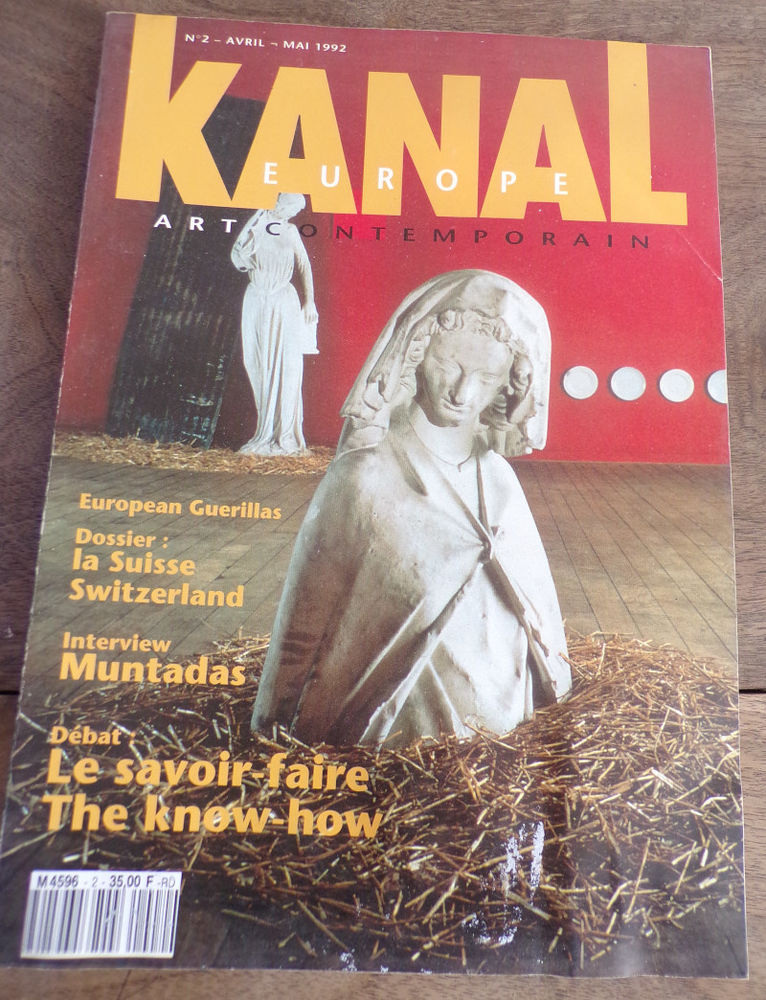 N°2 – AVRIL – MAI 1992
KANAL
EUROPE
ART CONTEMPORAIN
European Guerillas
Dossier :
la Suisse
Switzerland
Interview
Muntadas
Débat :
Le savoir-faire
The know-how
M 4596 - 2 - 35,00 F -RD